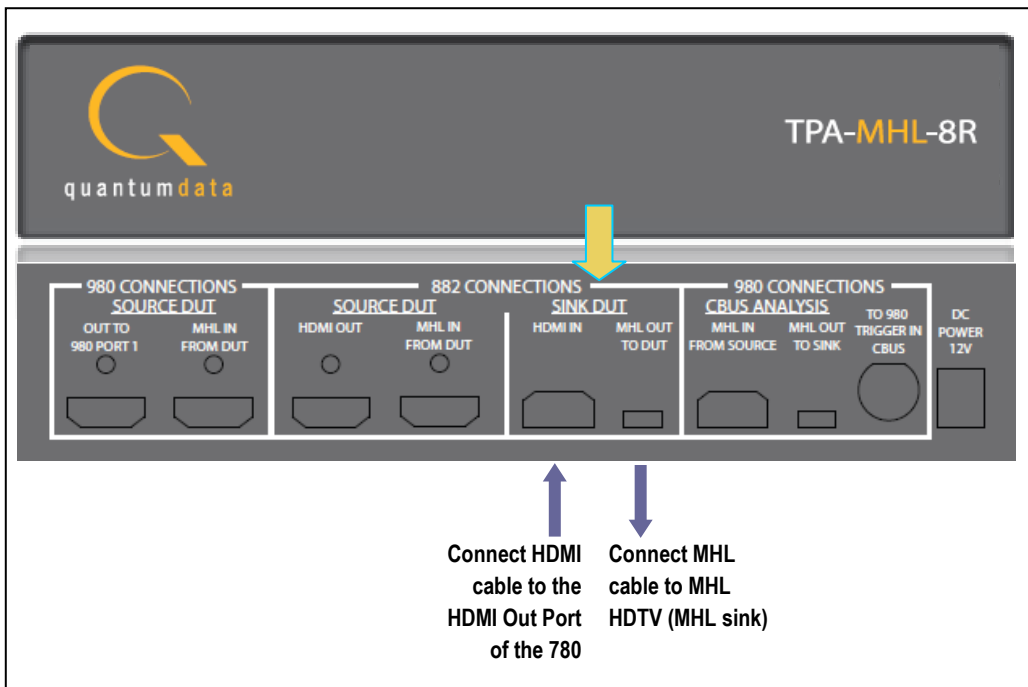 quantumdata
TPA-MHL-8R
980 CONNECTIONS
SOURCE DUT
OUT TO
980 PORT 1
MHL IN
FROM DUT
882 CONNECTIONS
SOURCE DUT
HDMI OUT
MHL IN
FROM DUT
SINK DUT
HDMI IN
MHL OUT
TO DUT
980 CONNECTIONS
CBUS ANALYSIS
MHL IN
FROM SOURCE
MHL OUT
TO SINK
TO 980
TRIGGER IN
CBUS
DC
POWER
12V
Connect HDMI
cable to the
HDMI Out Port
of the 780
Connect MHL
cable to MHL
HDTV (MHL sink)